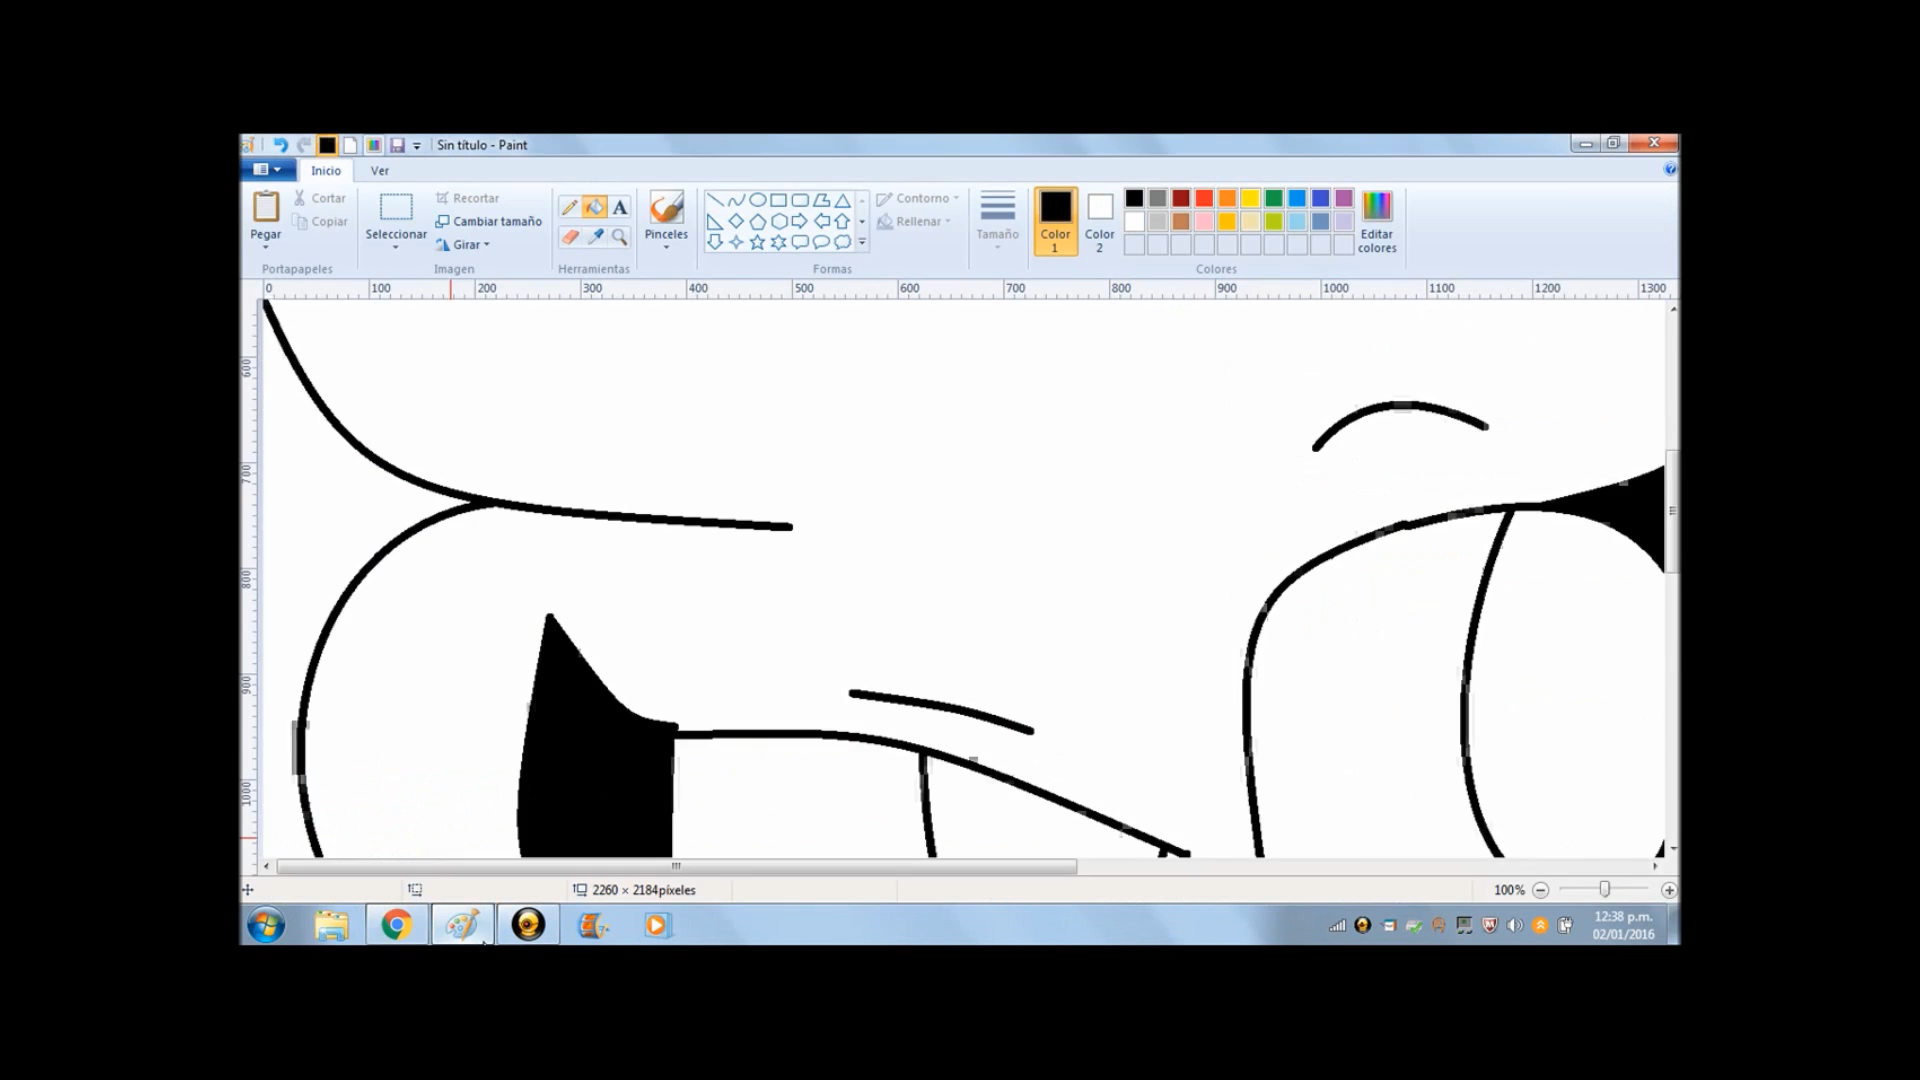 Sin título - Paint
Inicio Ver
Pegar
Cortar
Copiar
Portapapeles
Seleccionar
Recortar
Cambiar tamaño
Girar
Imagen
A
Herramientas
Pinceles
Formas
Contorno
Rellenar
Tamaño
Color 1
Color 2
Editar colores
Colores
0 100 200 300 400 500 600 700 800 900 1000 1100 1200 1300
600
700
800
900
1000
2260 × 2184píxeles
100%
12:38 p.m.
02/01/2016